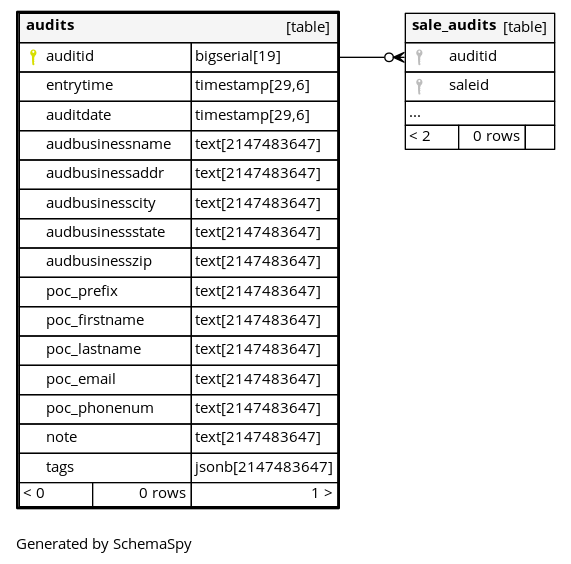 audits [table]
auditid bigserial[19]
entrytime timestamp[29,6]
auditdate timestamp[29,6]
audbusinessname text[2147483647]
audbusinessaddr text[2147483647]
audbusinesscity text[2147483647]
audbusinessstate text[2147483647]
audbusinesszip text[2147483647]
poc_prefix text[2147483647]
poc_firstname text[2147483647]
poc_lastname text[2147483647]
poc_email text[2147483647]
poc_phonenum text[2147483647]
note text[2147483647]
tags jsonb[2147483647]
< 0 0 rows 1 >
sale_audits [table]
auditid
saleid
...
< 2 0 rows
Generated by SchemaSpy